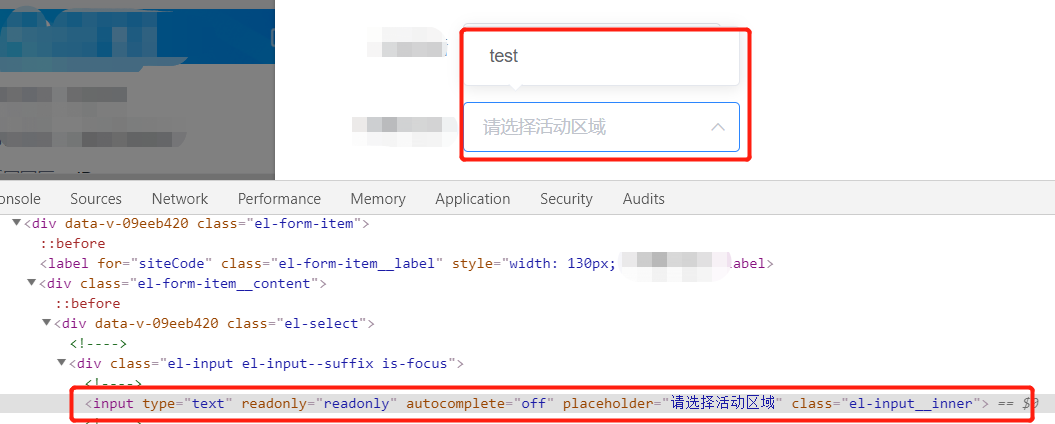 test
请选择活动区域
onsole Sources Network Performance Memory Application Security Audits
▼<div data-v-09eeb420 class="el-form-item">
::before
<label for="siteCode" class="el-form-item__label" style="width: 130px; abel>
▼<div class="el-form-item__content">
::before
▼<div data-v-09eeb420 class="el-select">
<!---->
▼<div class="el-input el-input--suffix is-focus">
<!---->
<input type="text" readonly="readonly" autocomplete="off" placeholder="请选择活动区域" class="el-input__inner"> == $0